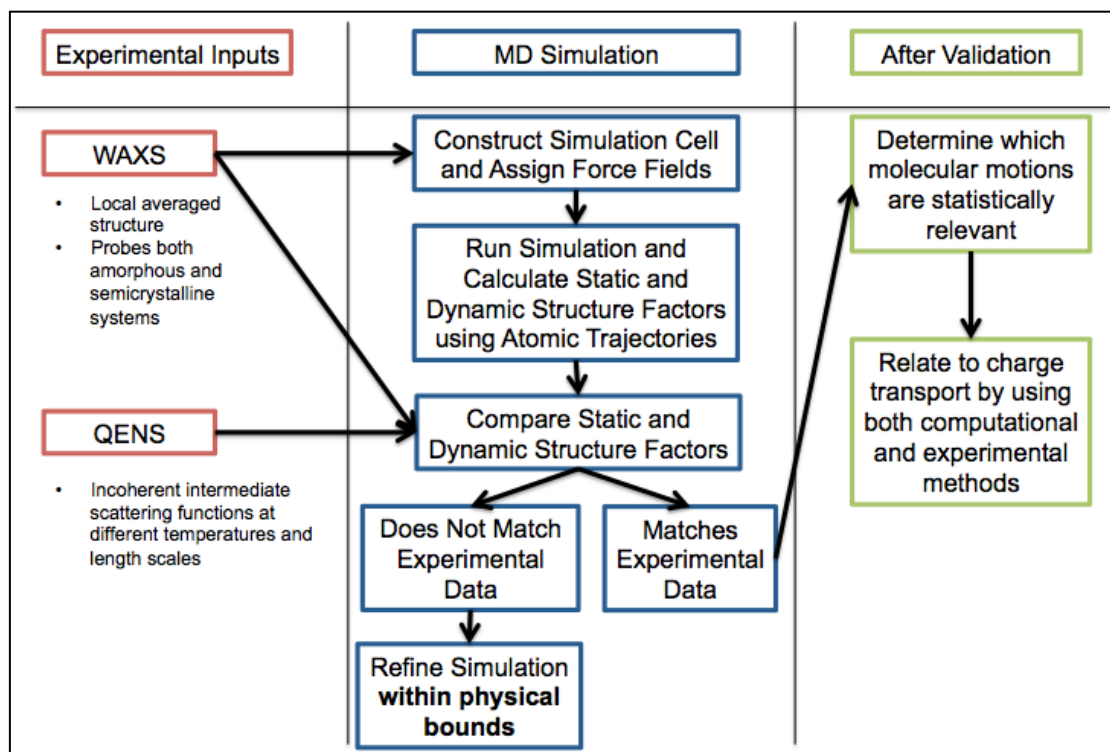 Experimental Inputs
MD Simulation
After Validation
WAXS
• Local averaged
structure
• Probes both
amorphous and
semicrystalline
systems
QENS
• Incoherent intermediate
scattering functions at
different temperatures and
length scales
Construct Simulation Cell
and Assign Force Fields
Run Simulation and
Calculate Static and
Dynamic Structure Factors
using Atomic Trajectories
Compare Static and
Dynamic Structure Factors
Does Not Match
Experimental
Data
Matches
Experimental
Data
Refine Simulation
within physical
bounds
Determine which
molecular motions
are statistically
relevant
Relate to charge
transport by using
both computational
and experimental
methods